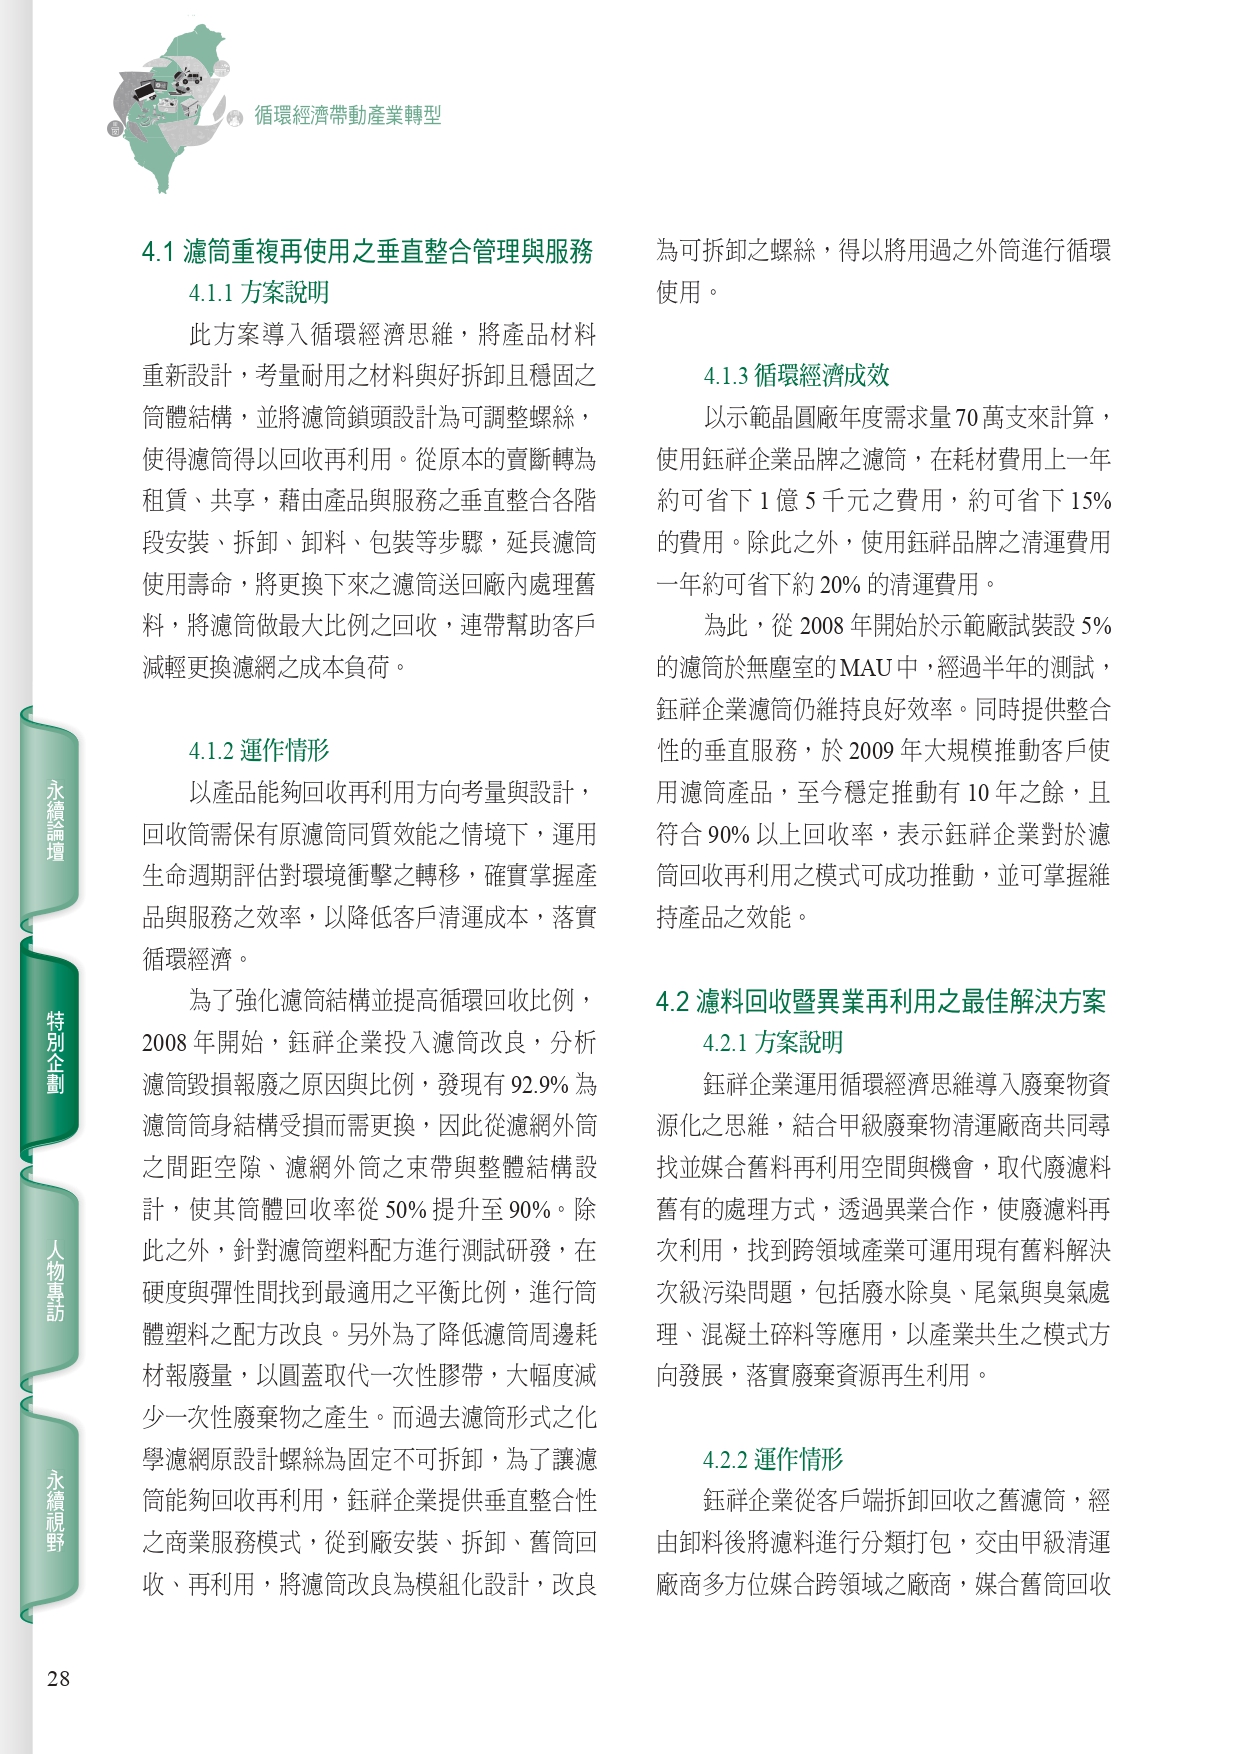 循環經濟帶動產業轉型
4.1 濾筒重複再使用之垂直整合管理與服務
4.1.1 方案說明
此方案導入循環經濟思維，將產品材料
重新設計，考量耐用之材料與好拆卸且穩固之
筒體結構，並將濾筒鎖頭設計為可調整螺絲，
使得濾筒得以回收再利用。從原本的賣斷轉為
租賃、共享，藉由產品與服務之垂直整合各階
段安裝、拆卸、卸料、包裝等步驟，延長濾筒
使用壽命，將更換下來之濾筒送回廠內處理舊
料，將濾筒做最大比例之回收，連帶幫助客戶
減輕更換濾網之成本負荷。
4.1.2 運作情形
以產品能夠回收再利用方向考量與設計，
回收筒需保有原濾筒同質效能之情境下，運用
生命週期評估對環境衝擊之轉移，確實掌握產
品與服務之效率，以降低客戶清運成本，落實
循環經濟。
為了強化濾筒結構並提高循環回收比例，
2008 年開始，鈺祥企業投入濾筒改良，分析
濾筒毀損報廢之原因與比例，發現有 92.9% 為
濾筒筒身結構受損而需更換，因此從濾網外筒
之間距空隙、濾網外筒之束帶與整體結構設
計，使其筒體回收率從 50% 提升至 90%。除
此之外，針對濾筒塑料配方進行測試研發，在
硬度與彈性間找到最適用之平衡比例，進行筒
體塑料之配方改良。另外為了降低濾筒周邊耗
材報廢量，以圓蓋取代一次性膠帶，大幅度減
少一次性廢棄物之產生。而過去濾筒形式之化
學濾網原設計螺絲為固定不可拆卸，為了讓濾
筒能夠回收再利用，鈺祥企業提供垂直整合性
之商業服務模式，從到廠安裝、拆卸、舊筒回
收、再利用，將濾筒改良為模組化設計，改良
為可拆卸之螺絲，得以將用過之外筒進行循環
使用。
4.1.3 循環經濟成效
以示範晶圓廠年度需求量 70 萬支來計算，
使用鈺祥企業品牌之濾筒，在耗材費用上一年
約可省下 1 億 5 千元之費用，約可省下 15%
的費用。除此之外，使用鈺祥品牌之清運費用
一年約可省下約 20% 的清運費用。
為此，從 2008 年開始於示範廠試裝設 5%
的濾筒於無塵室的 MAU 中，經過半年的測試，
鈺祥企業濾筒仍維持良好效率。同時提供整合
性的垂直服務，於 2009 年大規模推動客戶使
用濾筒產品，至今穩定推動有 10 年之餘，且
符合 90% 以上回收率，表示鈺祥企業對於濾
筒回收再利用之模式可成功推動，並可掌握維
持產品之效能。
4.2 濾料回收暨異業再利用之最佳解決方案
4.2.1 方案說明
鈺祥企業運用循環經濟思維導入廢棄物資
源化之思維，結合甲級廢棄物清運廠商共同尋
找並媒合舊料再利用空間與機會，取代廢濾料
舊有的處理方式，透過異業合作，使廢濾料再
次利用，找到跨領域產業可運用現有舊料解決
次級污染問題，包括廢水除臭、尾氣與臭氣處
理、混凝土碎料等應用，以產業共生之模式方
向發展，落實廢棄資源再生利用。
4.2.2 運作情形
鈺祥企業從客戶端拆卸回收之舊濾筒，經
由卸料後將濾料進行分類打包，交由甲級清運
廠商多方位媒合跨領域之廠商，媒合舊筒回收
永續論壇
特別企劃
人物專訪
永續視野
28